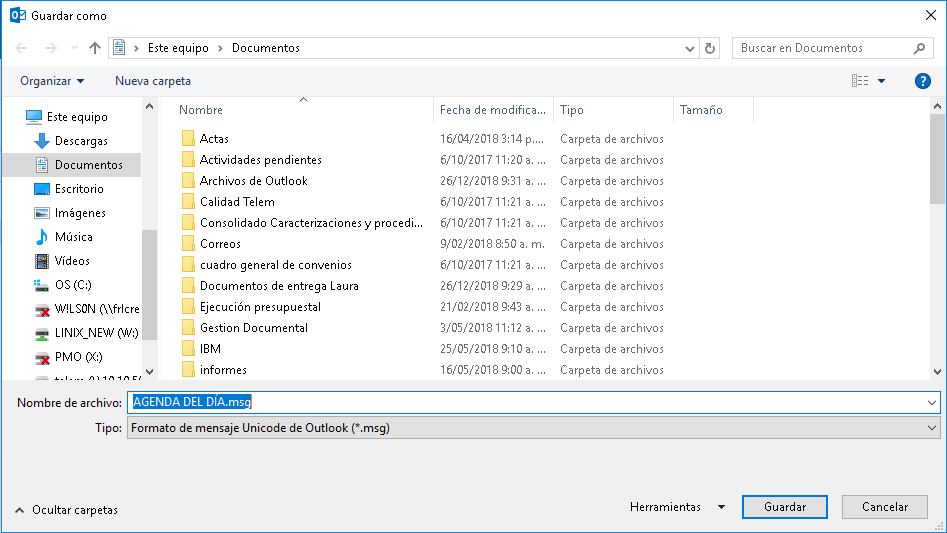 Guardar como
Este equipo > Documentos
Buscar en Documentos
Organizar
Nueva carpeta
?
Este equipo
Descargas
Documentos
Escritorio
Imágenes
Música
Vídeos
OS (C:)
W!LS0N (\\frlcre
LINIX_NEW (W:)
PMO (X:)
Nombre Fecha de modifica... Tipo Tamaño
Actas 16/04/2018 3:14 p.... Carpeta de archivos
Actividades pendientes 6/10/2017 11:20 a. ... Carpeta de archivos
Archivos de Outlook 26/12/2018 9:31 a. ... Carpeta de archivos
Calidad Telem 6/10/2017 11:21 a. ... Carpeta de archivos
Consolidado Caracterizaciones y procedi... 6/10/2017 11:21 a. ... Carpeta de archivos
Correos 9/02/2018 8:50 a. m. Carpeta de archivos
cuadro general de convenios 6/10/2017 11:21 a. ... Carpeta de archivos
Documentos de entrega Laura 26/12/2018 9:29 a. ... Carpeta de archivos
Ejecución presupuestal 21/02/2018 9:43 a. ... Carpeta de archivos
Gestion Documental 3/05/2018 11:12 a. ... Carpeta de archivos
IBM 25/05/2018 9:10 a. ... Carpeta de archivos
informes 16/05/2018 9:00 a. ... Carpeta de archivos
Nombre de archivo: AGENDA DEL DÍA.msg
Tipo: Formato de mensaje Unicode de Outlook (*.msg)
Ocultar carpetas
Herramientas
Guardar
Cancelar